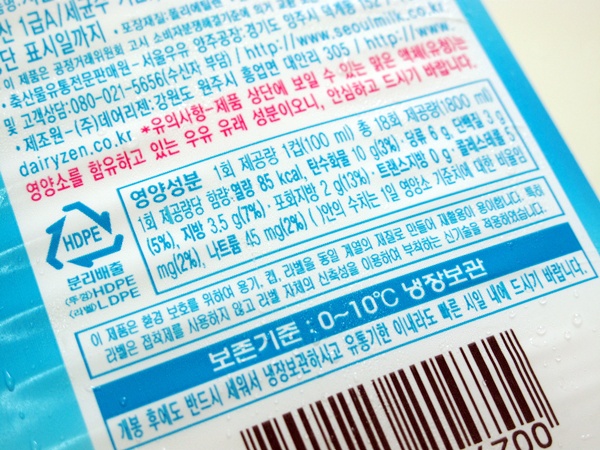 산 1급A/세균수
•포장재질:폴리에틸렌
단 표시일까지
이 제품은 공정거래위원회 고시 소비자분쟁해결기준에 의거
•축산물유통전문판매원-서울우유 양주공장:경기도 양주시 덕계동 http://www.seoulmilk.co.kr
및 고객상담:080-021-5656(수신자 부담) / http://www.
•제조원-(주)데어리젠:강원도 원주시 흥업면 대안리 305 / http://www.
dairyzen.co.kr *유의사항-제품 상단에 보일 수 있는 맑은 액체(유청)는
영양소를 함유하고 있는 우유 유래 성분이오니, 안심하고 드시기 바랍니다.
영양성분 1회 제공량 1컵(100 ml) 총 18회 제공량(1800 ml)
1회 제공량당 함량:열량 85 kcal, 탄수화물 10 g(3%)·당류 6 g, 단백질 3 g
(5%), 지방 3.5 g(7%)·포화지방 2 g(13%)·트랜스지방 0 g, 콜레스테롤 5
mg(2%), 나트륨 45 mg(2%) ( )안의 수치는 1일 영양소 기준치에 대한 비율임
HDPE
분리배출
(뚜껑)HDPE
(라벨)LDPE
이 제품은 환경 보호를 위하여 용기, 캡, 라벨을 동일 계열의 재질로 만들어 재활용이 용이합니다. 특히
라벨은 접착제를 사용하지 않고 라벨 자체의 신축성을 이용하여 부착하는 신기술을 적용하였습니다.
보존기준 : 0~10℃ 냉장보관
개봉 후에도 반드시 세워서 냉장보관하시고 유통기한 이내라도 빠른 시일 내에 드시기 바랍니다.